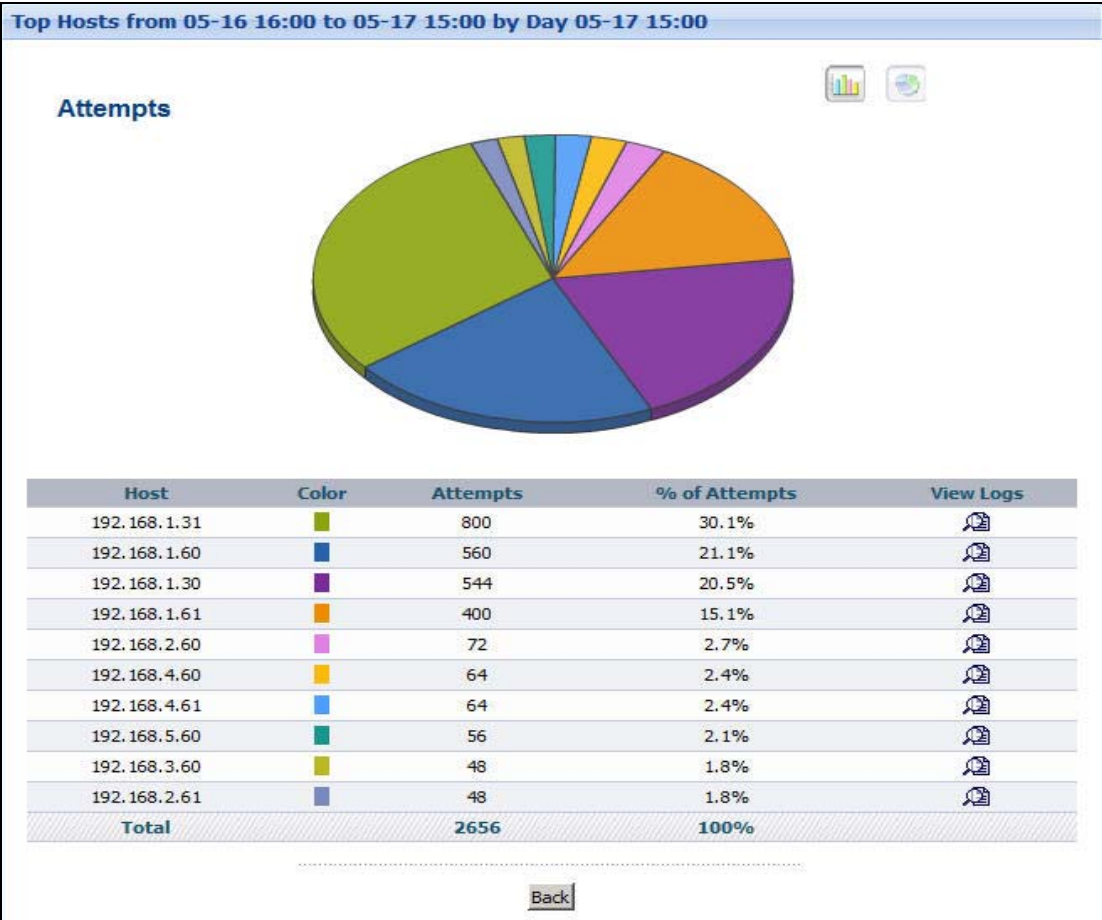 Top Hosts from 05-16 16:00 to 05-17 15:00 by Day 05-17 15:00
Attempts
Host Color Attempts % of Attempts View Logs
192.168.1.31 800 30.1%
192.168.1.60 560 21.1%
192.168.1.30 544 20.5%
192.168.1.61 400 15.1%
192.168.2.60 72 2.7%
192.168.4.60 64 2.4%
192.168.4.61 64 2.4%
192.168.5.60 56 2.1%
192.168.3.60 48 1.8%
192.168.2.61 48 1.8%
Total 2656 100%
Back